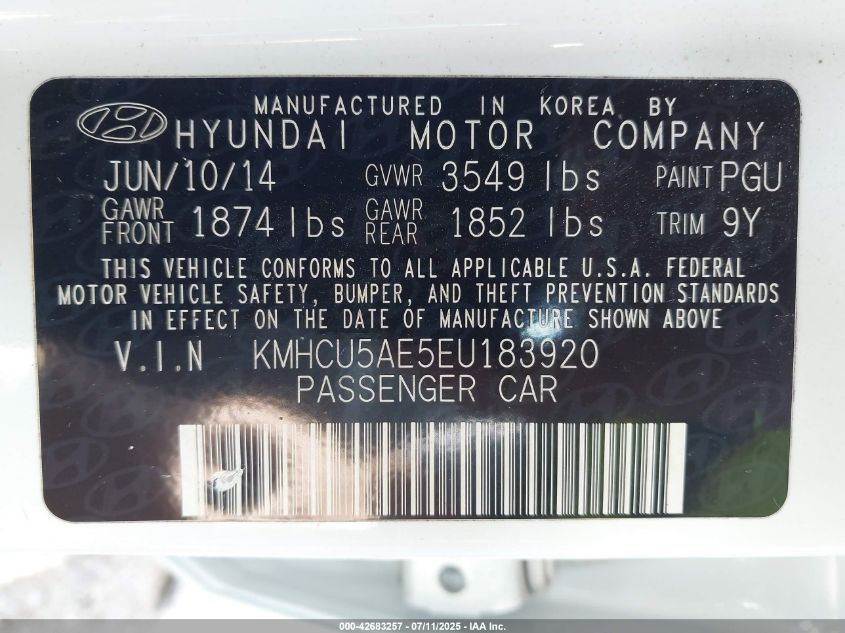 MANUFACTURED IN KOREA BY
HYUNDAI MOTOR COMPANY
JUN/10/14 GVWR 3549 lbs PAINT PGU
GAWR FRONT 1874 lbs GAWR REAR 1852 lbs TRIM 9Y
THIS VEHICLE CONFORMS TO ALL APPLICABLE U.S.A. FEDERAL
MOTOR VEHICLE SAFETY, BUMPER, AND THEFT PREVENTION STANDARDS
IN EFFECT ON THE DATE OF MANUFACTURE SHOWN ABOVE
V.I.N KMHCU5AE5EU183920
PASSENGER CAR
000-42683257 - 07/11/2025 - IAA, Inc.